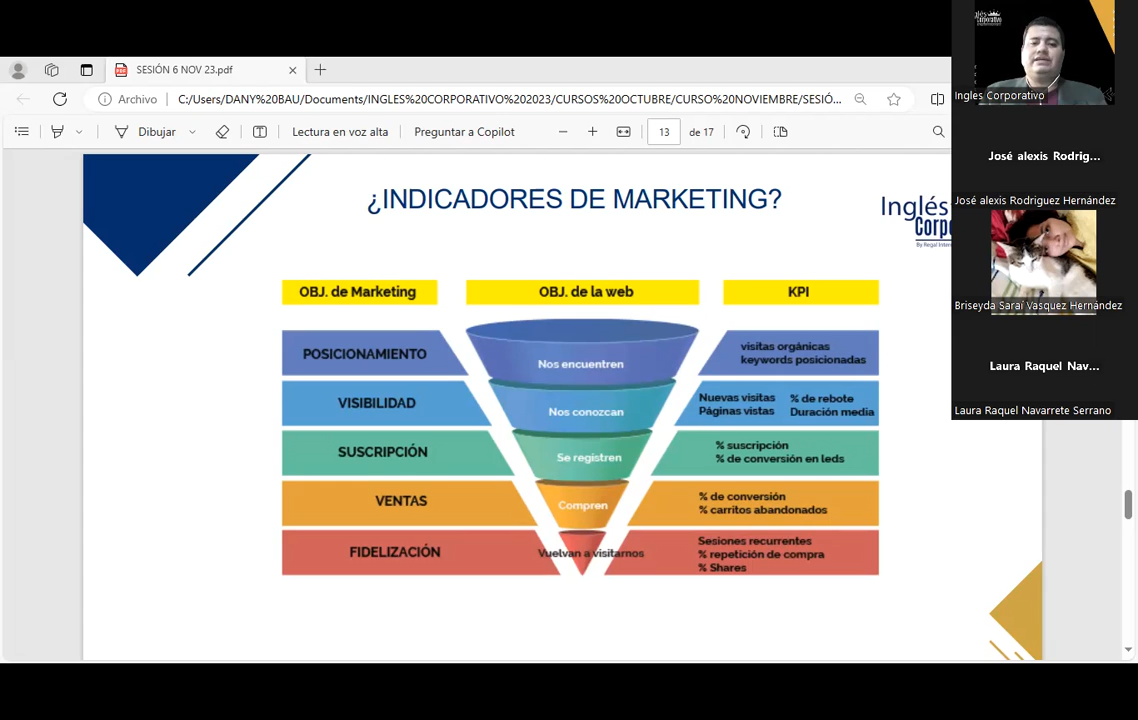 SESIÓN 6 NOV 23.pdf
Archivo
C:/Users/DANY%20BAU/Documents/INGLES%20CORPORATIVO%202023/CURSOS%20OCTUBRE/CURSO%20NOVIEMBRE/SESIÓ...
Dibujar
Lectura en voz alta
Preguntar a Copilot
13
de 17
¿INDICADORES DE MARKETING?
Inglés
Corpo
OBJ. de Marketing
OBJ. de la web
KPI
POSICIONAMIENTO
Nos encuentren
visitas orgánicas
keywords posicionadas
VISIBILIDAD
Nos conozcan
Nuevas visitas
Páginas vistas
% de rebote
Duración media
SUSCRIPCIÓN
Se registren
% suscripción
% de conversión en leds
VENTAS
Compren
% de conversión
% carritos abandonados
FIDELIZACIÓN
Vuelvan a visitarnos
Sesiones recurrentes
% repetición de compra
% Shares
Ingles Corporativo
José alexis Rodrig...
José alexis Rodriguez Hernández
Briseyda Saraí Vasquez Hernández
Laura Raquel Nav...
Laura Raquel Navarrete Serrano